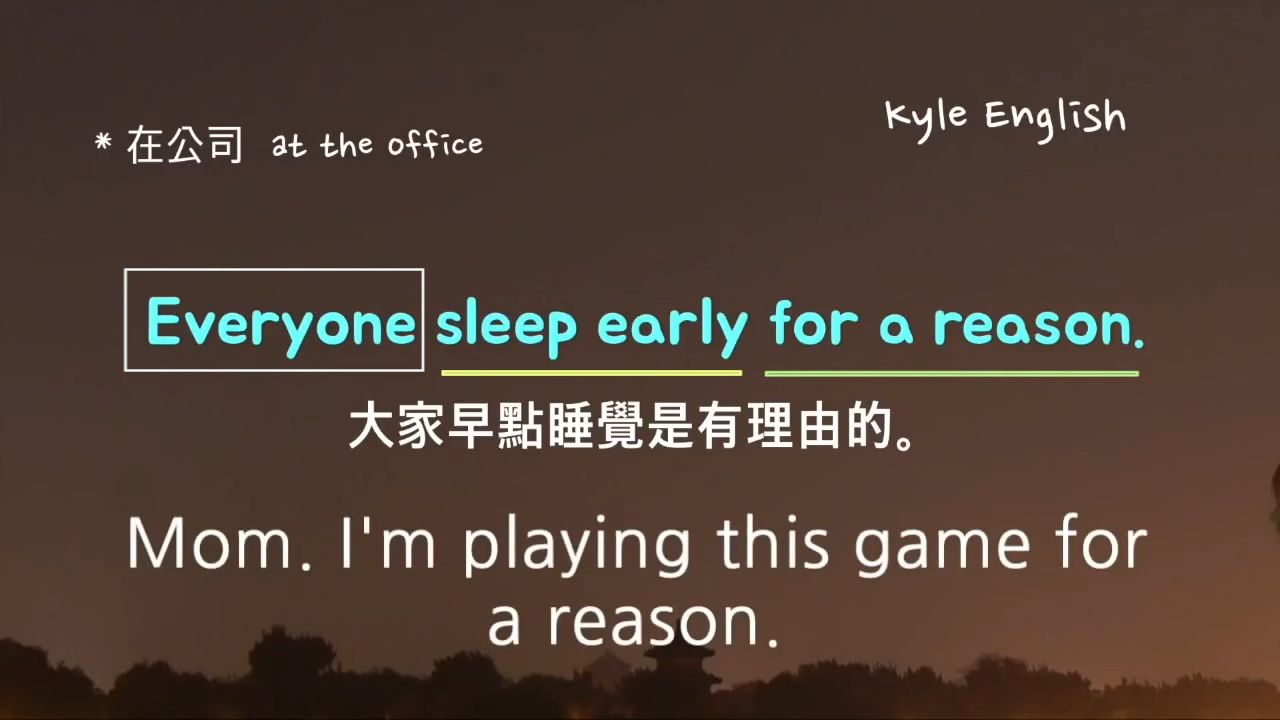 Kyle English
* 在公司 at the office
Everyone sleep early for a reason.
大家早點睡覺是有理由的。
Mom. I'm playing this game for
a reason.